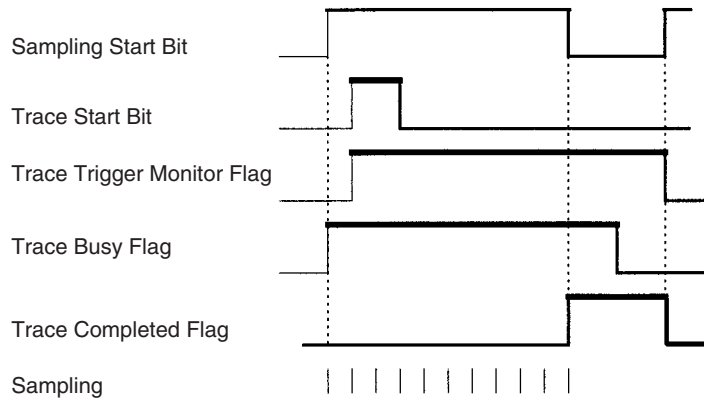 Sampling Start Bit
Trace Start Bit
Trace Trigger Monitor Flag
Trace Busy Flag
Trace Completed Flag
Sampling